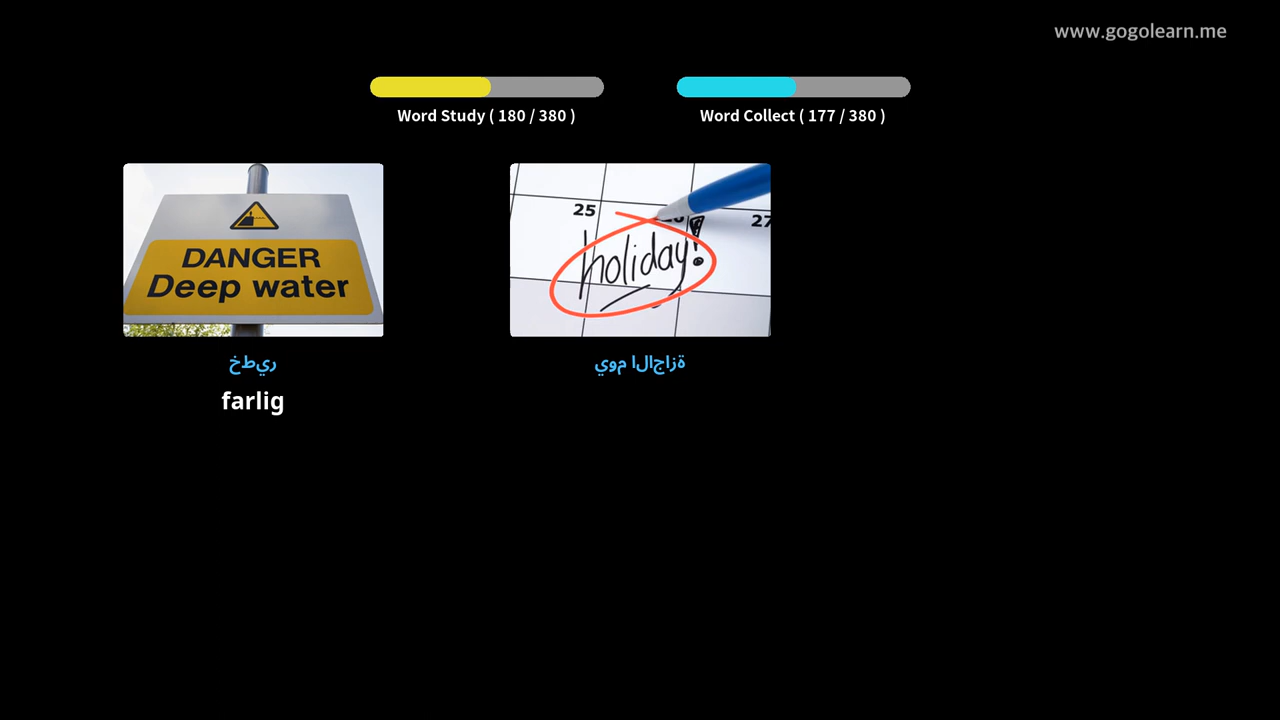 www.gogolearn.me
Word Study ( 180 / 380 )
Word Collect ( 177 / 380 )
DANGER
Deep water
25
27
holiday!
خطير
يوم الاجازة
farlig